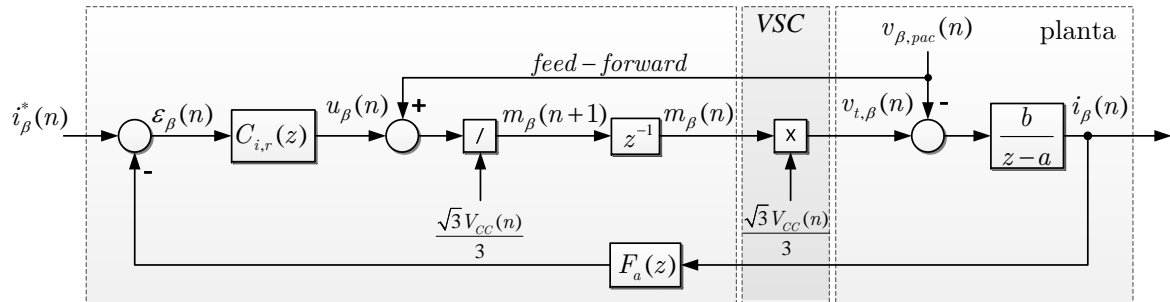 VSC
v_{β,pac}(n)
planta
feed-forward
i_β^*(n)
ε_β(n)
C_{i,r}(z)
u_β(n)
+
/
m_β(n+1)
z^{-1}
m_β(n)
x
v_{t,β}(n)
-
b
z-a
i_β(n)
-
√3 V_{CC}(n)
3
√3 V_{CC}(n)
3
F_a(z)